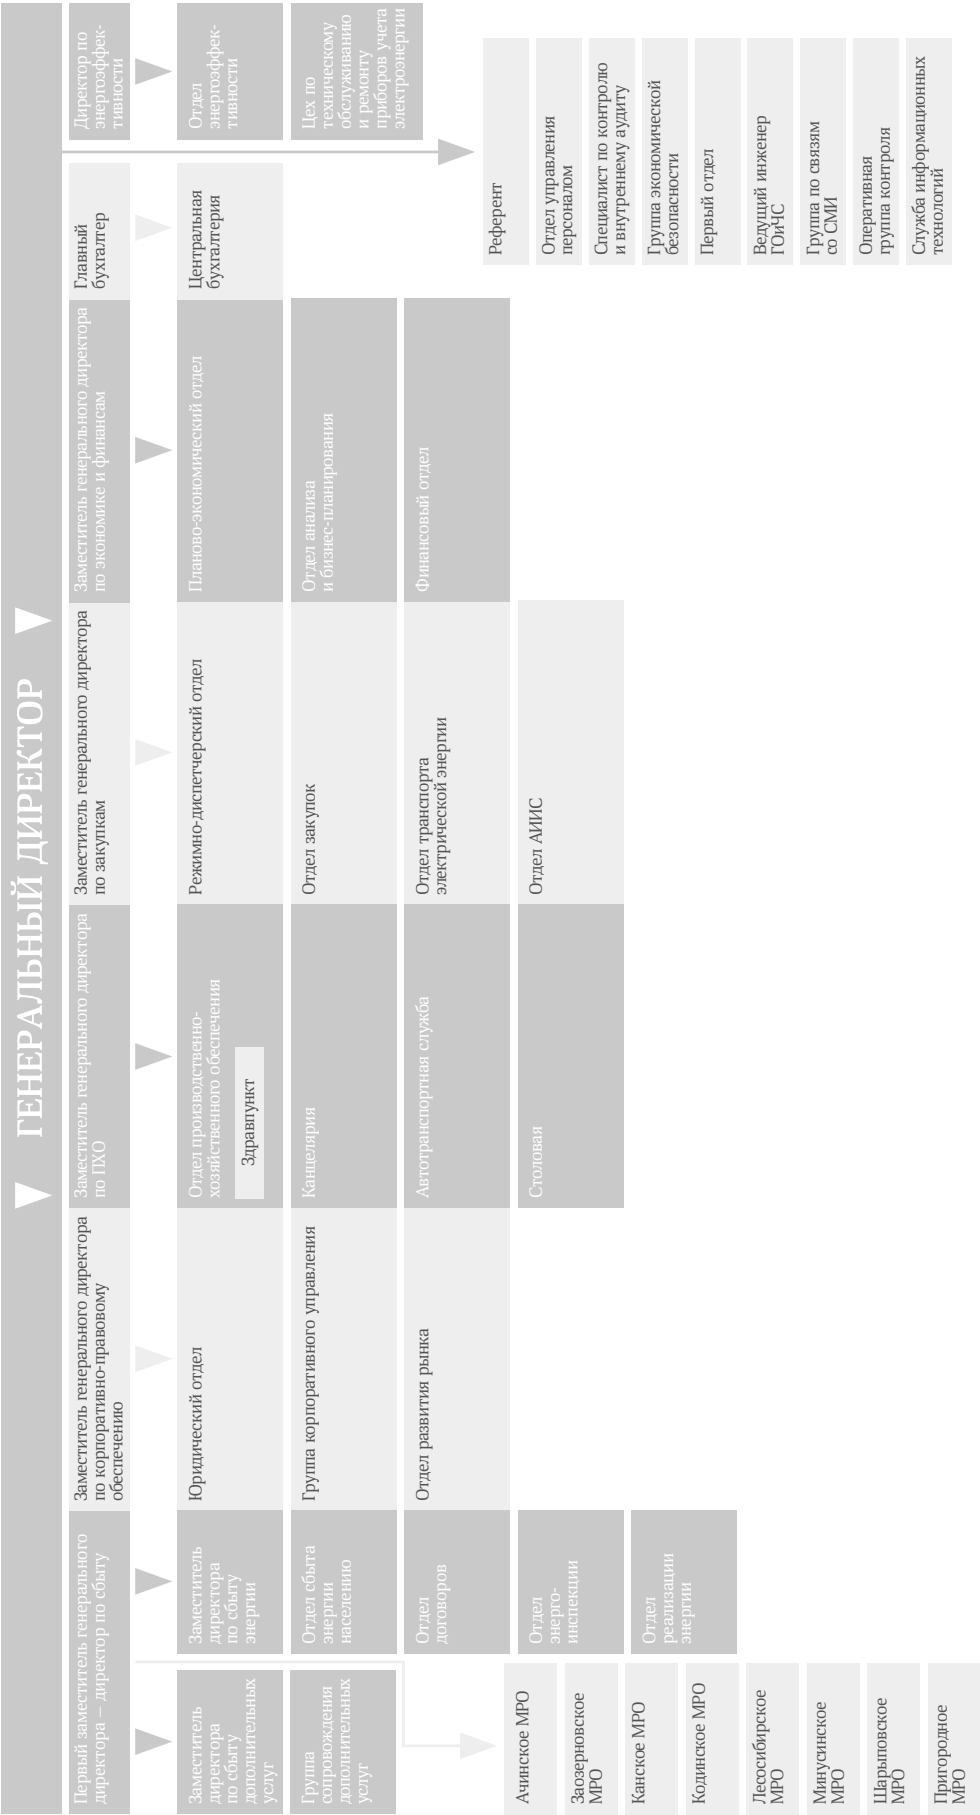 ГЕНЕРАЛЬНЫЙ ДИРЕКТОР
Первый заместитель генерального
директора – директор по сбыту
Заместитель
директора
по сбыту
дополнительных
услуг
Группа
сопровождения
дополнительных
услуг
Заместитель
директора
по сбыту
энергии
Отдел сбыта
энергии
населению
Отдел
договоров
Отдел
энерго-
инспекции
Отдел
реализации
энергии
Ачинское МРО
Заозерновское
МРО
Канское МРО
Кодинское МРО
Лесосибирское
МРО
Минусинское
МРО
Шарыповское
МРО
Пригородное
МРО
Заместитель генерального директора
по корпоративно-правовому
обеспечению
Юридический отдел
Группа корпоративного управления
Отдел развития рынка
Заместитель генерального директора
по ПХО
Отдел производственно-
хозяйственного обеспечения
Здравпункт
Канцелярия
Автотранспортная служба
Столовая
Заместитель генерального директора
по закупкам
Режимно-диспетчерский отдел
Отдел закупок
Отдел транспорта
электрической энергии
Отдел АИИС
Заместитель генерального директора
по экономике и финансам
Планово-экономический отдел
Отдел анализа
и бизнес-планирования
Финансовый отдел
Главный
бухгалтер
Центральная
бухгалтерия
Директор по
энергоэффек-
тивности
Отдел
энергоэффек-
тивности
Цех по
техническому
обслуживанию
и ремонту
приборов учета
электроэнергии
Референт
Отдел управления
персоналом
Специалист по контролю
и внутреннему аудиту
Группа экономической
безопасности
Первый отдел
Ведущий инженер
ГОиЧС
Группа по связям
со СМИ
Оперативная
группа контроля
Служба информационных
технологий